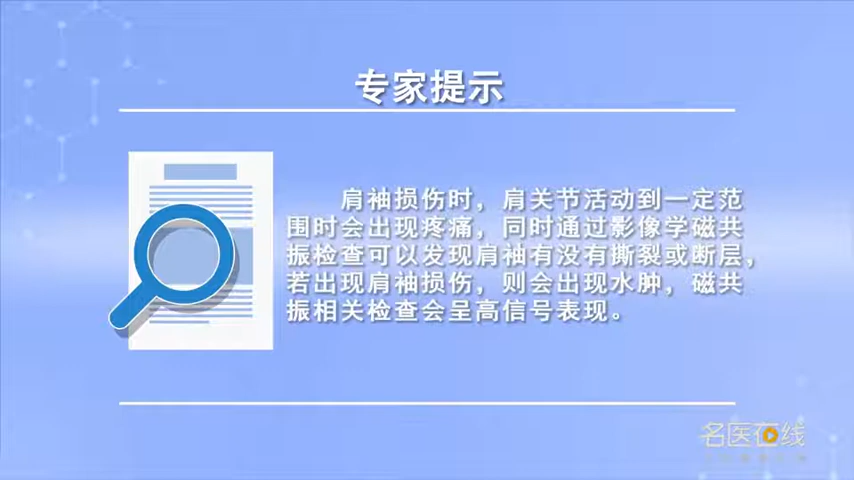 专家提示
肩袖损伤时，肩关节活动到一定范
围时会出现疼痛，同时通过影像学磁共
振检查可以发现肩袖有没有撕裂或断层，
若出现肩袖损伤，则会出现水肿，磁共
振相关检查会呈高信号表现。
名医在线